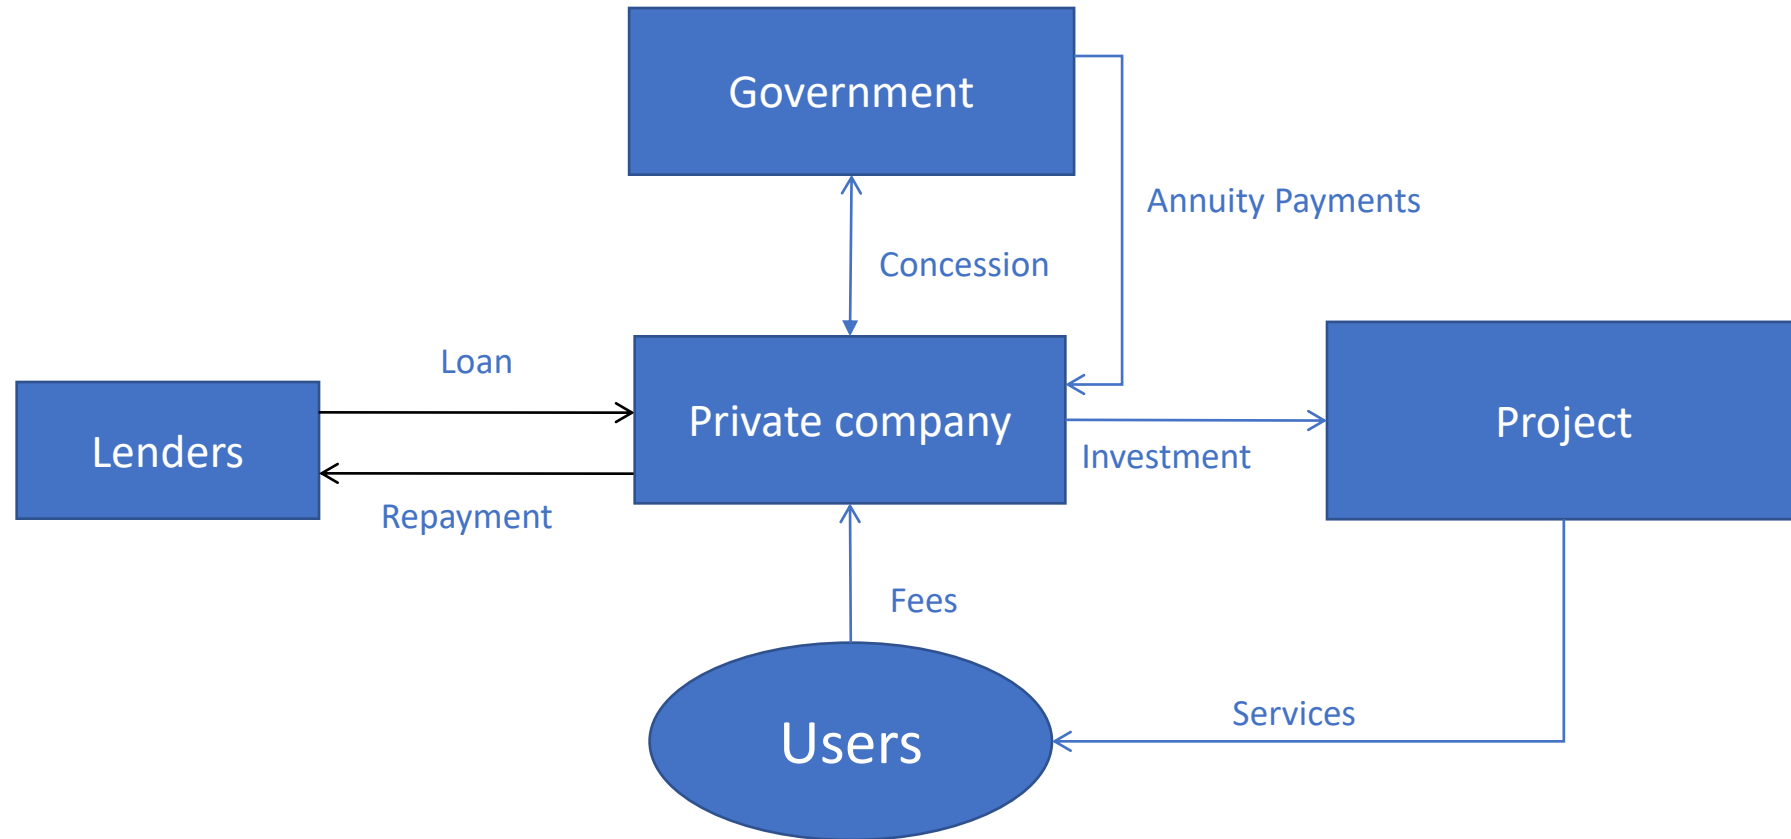 Government
Annuity Payments
Concession
Loan
Private company
Project
Lenders
Investment
Repayment
Fees
Services
Users